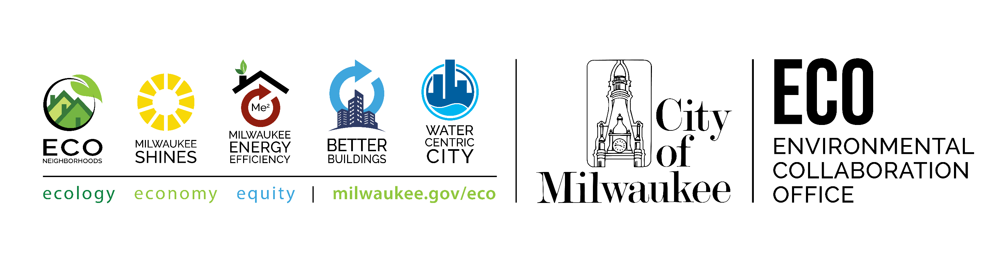 ECO
NEIGHBORHOODS
MILWAUKEE
SHINES
Me²
MILWAUKEE
ENERGY
EFFICIENCY
BETTER
BUILDINGS
WATER
CENTRIC
CITY
ecology economy equity | milwaukee.gov/eco
City
of
Milwaukee
ECO
ENVIRONMENTAL
COLLABORATION
OFFICE